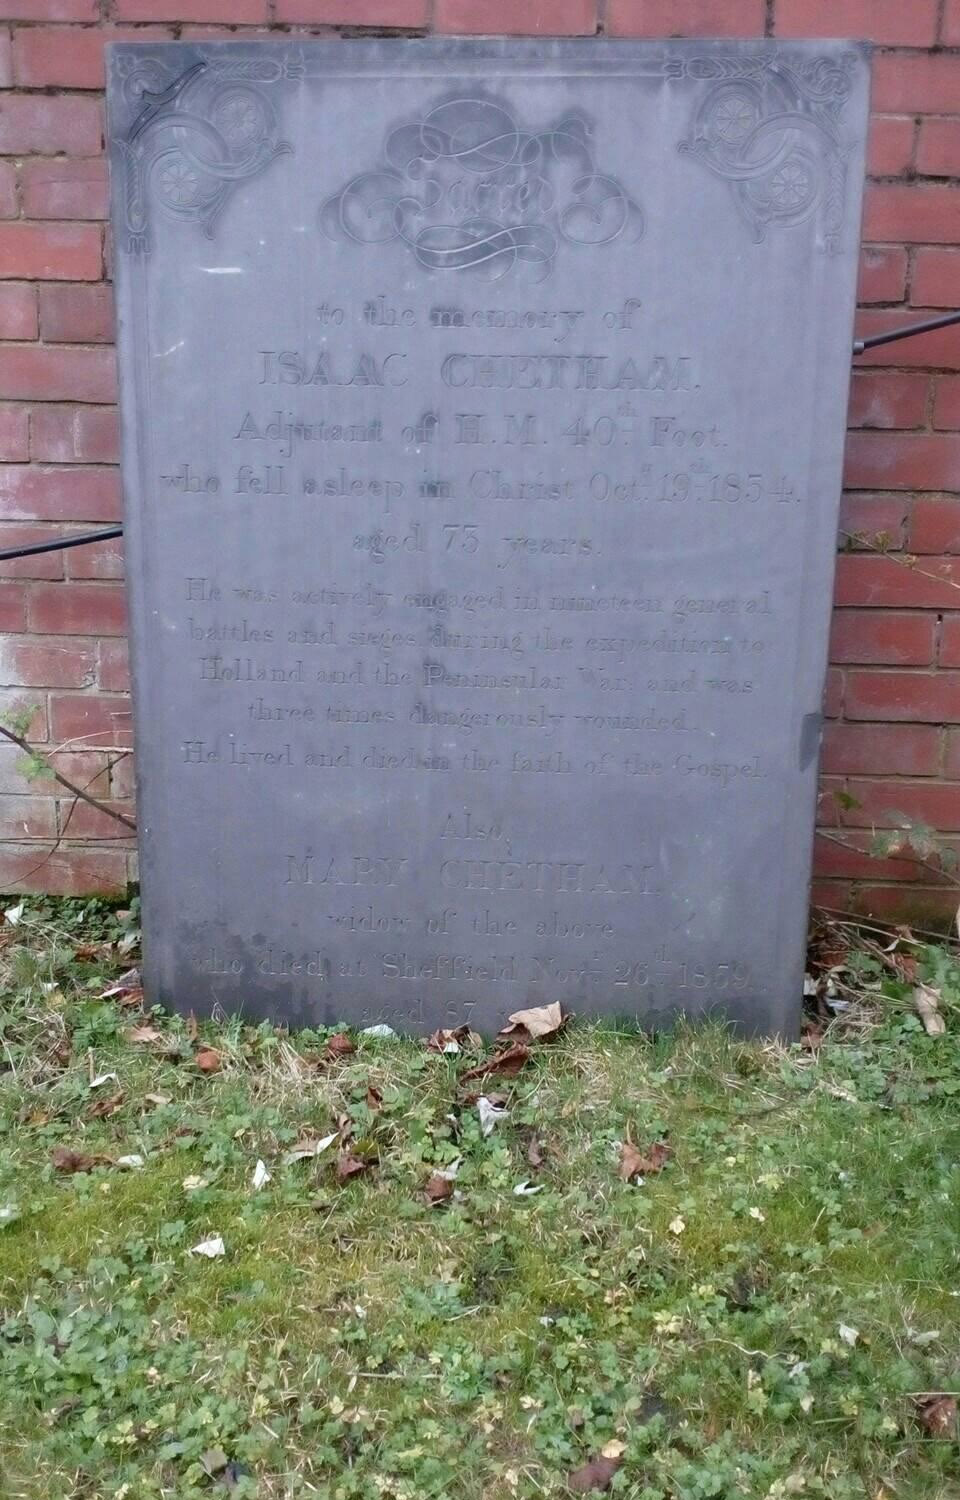 Sacred
to the memory of
ISAAC CHETHAM.
Adjutant of H.M. 40th Foot.
who fell asleep in Christ Octr. 19th 1854.
aged 73 years.
He was actively engaged in nineteen general
battles and sieges during the expedition to
Holland and the Peninsular War, and was
three times dangerously wounded.
He lived and died in the faith of the Gospel.
Also,
MARY CHETHAM
widow of the above
who died at Sheffield Novr. 26th 1859.
aged 87